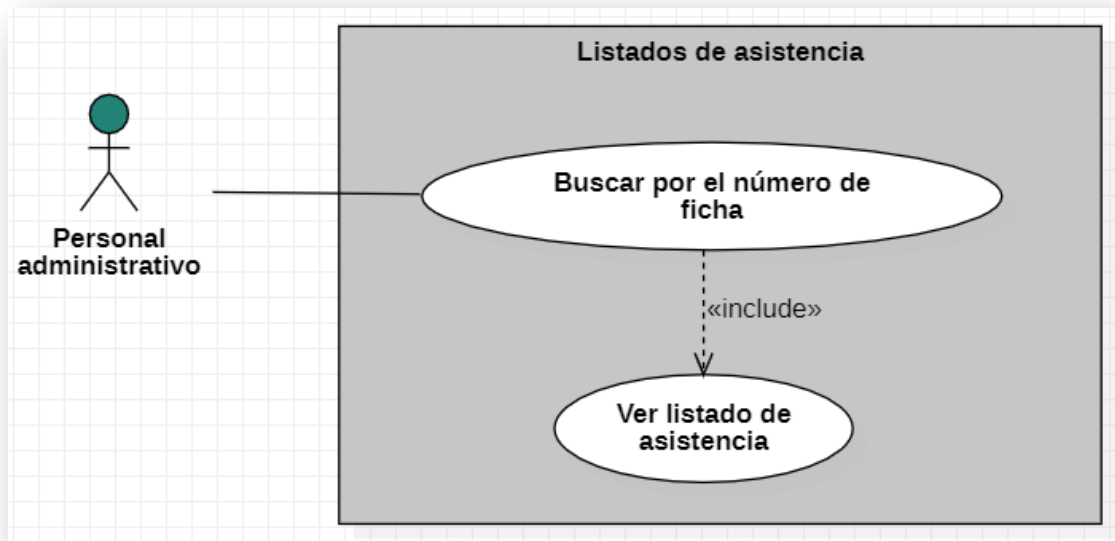 Listados de asistencia
Buscar por el número de
ficha
Personal
administrativo
«include»
Ver listado de
asistencia